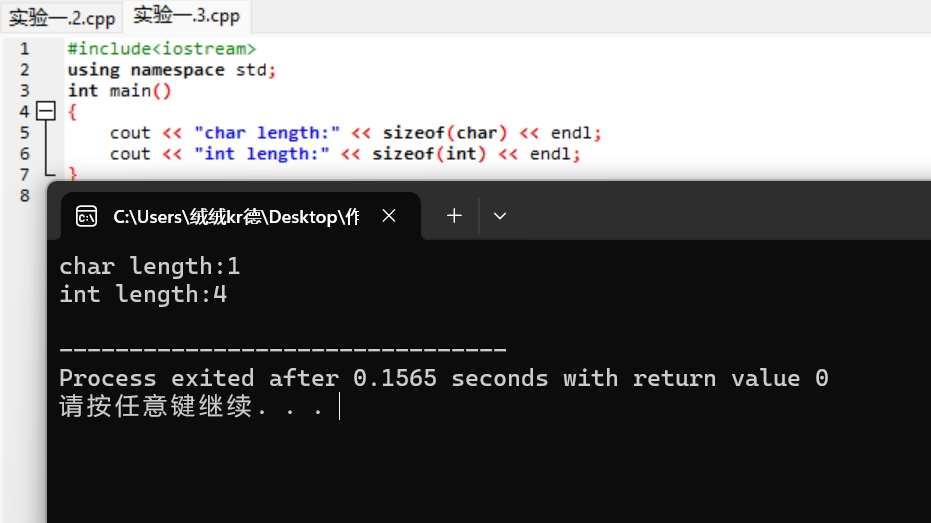 实验一.2.cpp 实验一.3.cpp
1 #include<iostream>
2 using namespace std;
3 int main()
4 {
5 cout << "char length:" << sizeof(char) << endl;
6 cout << "int length:" << sizeof(int) << endl;
7 }
8
C:\Users\绒绒kr德\Desktop\作
char length:1
int length:4
--------------------------------
Process exited after 0.1565 seconds with return value 0
请按任意键继续. . .